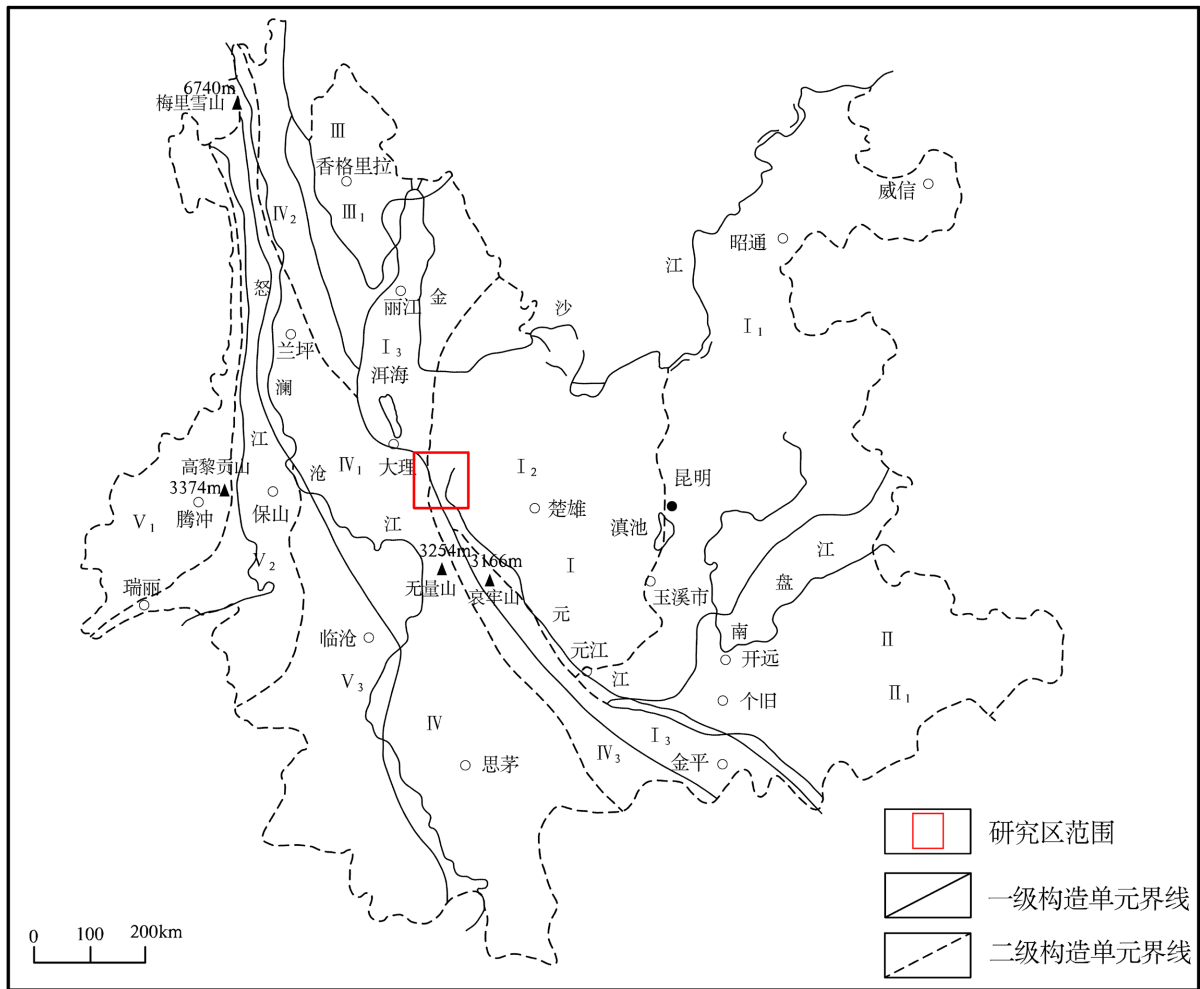 6740m
梅里雪山
Ⅲ
香格里拉
Ⅲ₁
Ⅳ₂
威信
昭通
江
怒
丽江
金
沙
Ⅰ₁
兰坪
Ⅰ₃
洱海
澜
江
高黎贡山
3374m
沧
Ⅳ₁
大理
Ⅰ₂
昆明
Ⅴ₁
腾冲
保山
楚雄
滇池
江
江
盘
3254m
3166m
Ⅴ₂
无量山
哀牢山
Ⅰ
瑞丽
玉溪市
元
南
临沧
元江
江
开远
Ⅱ
Ⅴ₃
个旧
Ⅱ₁
Ⅳ
Ⅳ₃
Ⅰ₃
思茅
金平
研究区范围
一级构造单元界线
二级构造单元界线
0 100 200km